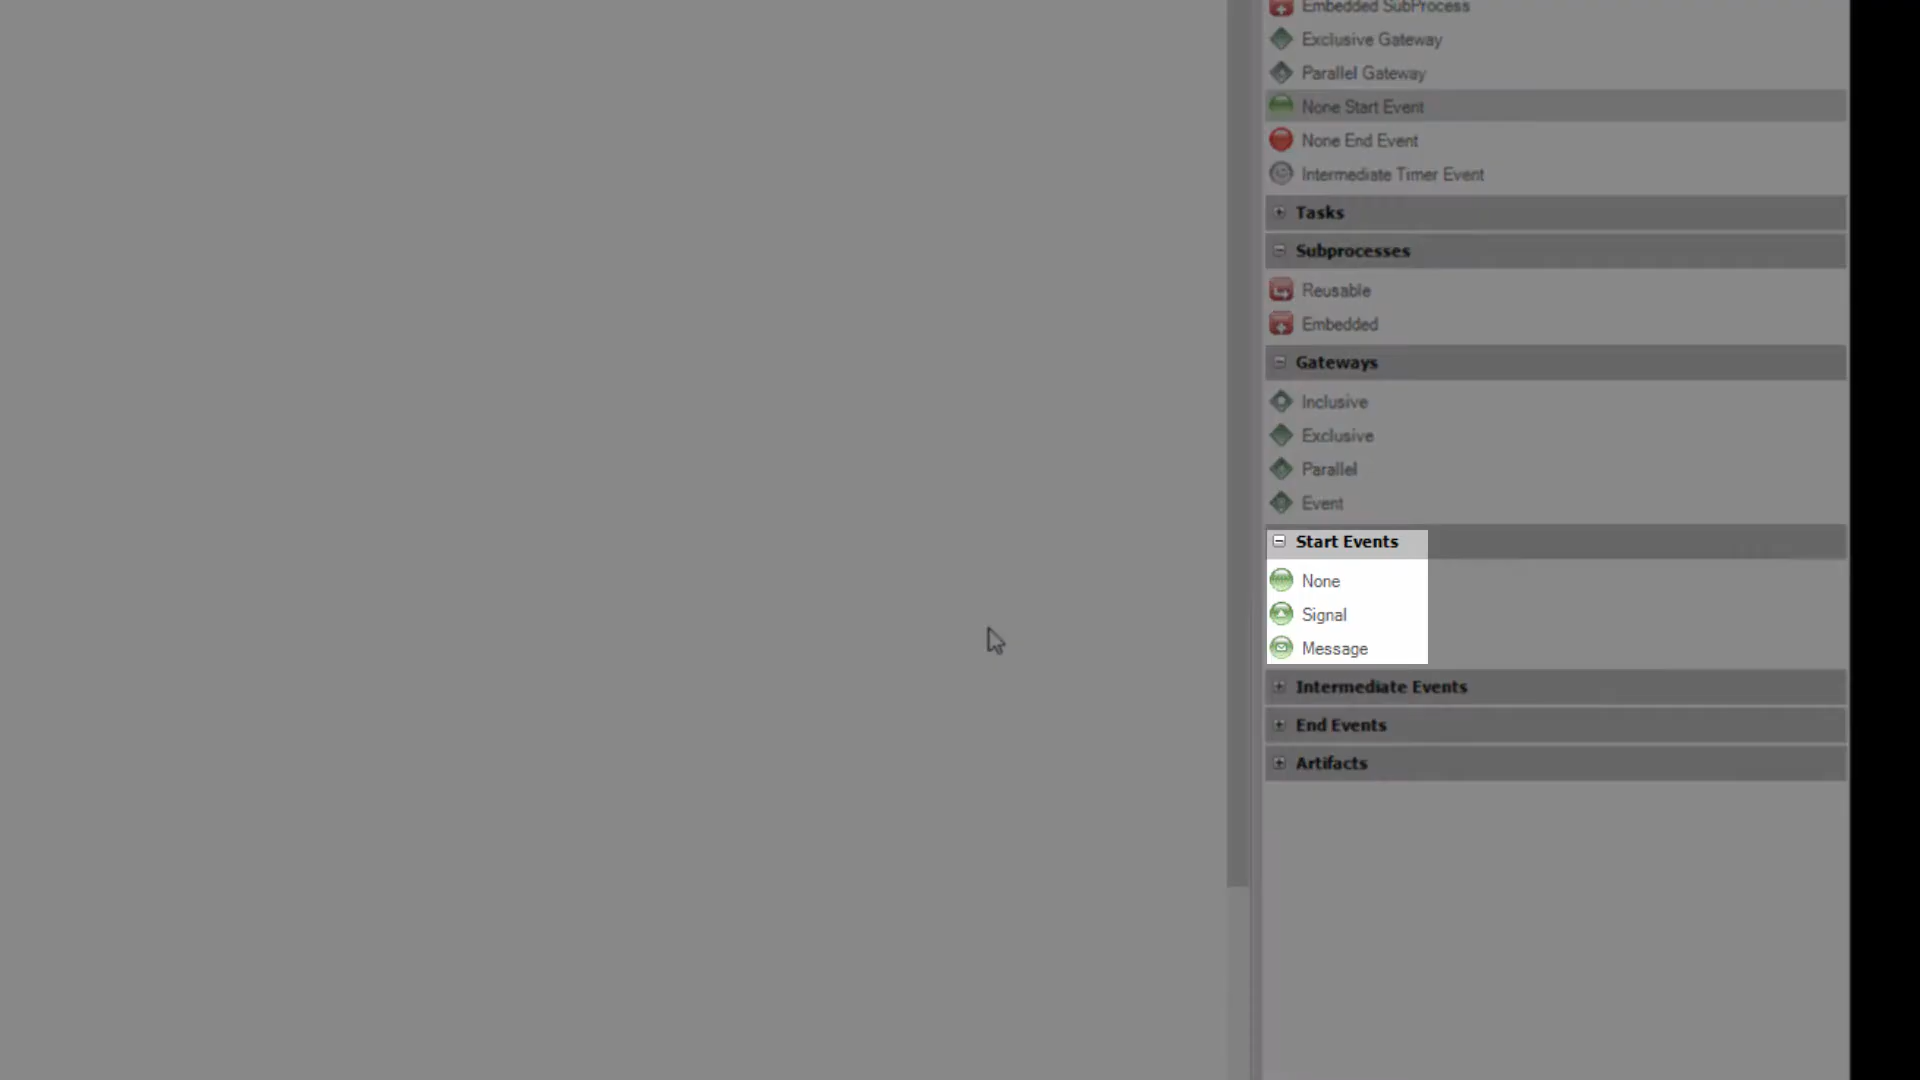 Embedded SubProcess
Exclusive Gateway
Parallel Gateway
None Start Event
None End Event
Intermediate Timer Event
Tasks
Subprocesses
Reusable
Embedded
Gateways
Inclusive
Exclusive
Parallel
Event
Start Events
None
Signal
Message
Intermediate Events
End Events
Artifacts